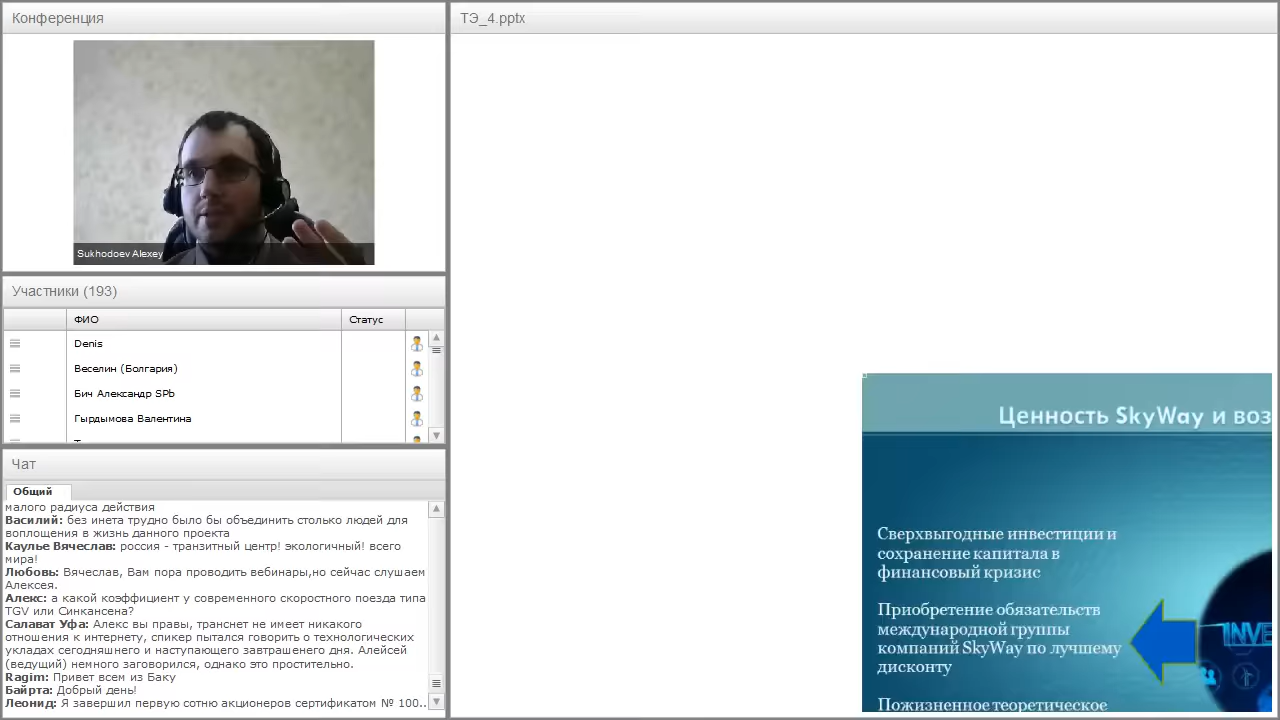 Конференция
Sukhodoev Alexey
Участники (193)
ФИО
Статус
Denis
Веселин (Болгария)
Бич Александр SPb
Гырдымова Валентина
Чат
Общий
малого радиуса действия
Василий: без инета трудно было бы объединить столько людей для
воплощения в жизнь данного проекта
Каулье Вячеслав: россия - транзитный центр! экологичный! всего
мира!
Любовь: Вячеслав, Вам пора проводить вебинары,но сейчас слушаем
Алексея.
Алекс: а какой коэффициент у современного скоростного поезда типа
TGV или Синкансена?
Салават Уфа: Алекс вы правы, транснет не имеет никакого
отношения к интернету, спикер пытался говорить о технологических
укладах сегодняшнего и наступающего завтрашенего дня. Алейсей
(ведущий) немного заговорился, однако это простительно.
Ragim: Привет всем из Баку
Байрта: Добрый день!
Леонид: Я завершил первую сотню акционеров сертификатом № 100..
ТЭ_4.pptx
Ценность SkyWay и воз
Сверхвыгодные инвестиции и
сохранение капитала в
финансовый кризис
Приобретение обязательств
международной группы
компаний SkyWay по лучшему
дисконту
Пожизненное теоретическое
INVE